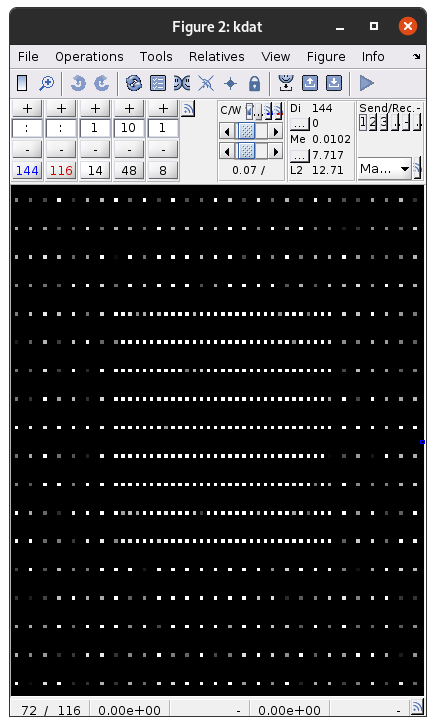 Figure 2: kdat
File Operations Tools Relatives View Figure Info
+ + + + +
: : 1 10 1
- - - - -
144 116 14 48 8
C/W
0.07 /
Di 144
... 0
Me 0.0102
... 7.717
L2 12.71
Send/Rec. -
1 2 3 . - .
Ma...
72 / 116 0.00e+00 - 0.00e+00 -